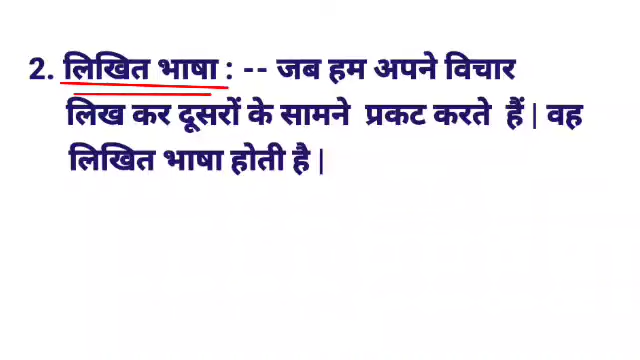 2. लिखित भाषा : -- जब हम अपने विचार
लिख कर दूसरों के सामने प्रकट करते हैं | वह
लिखित भाषा होती है |